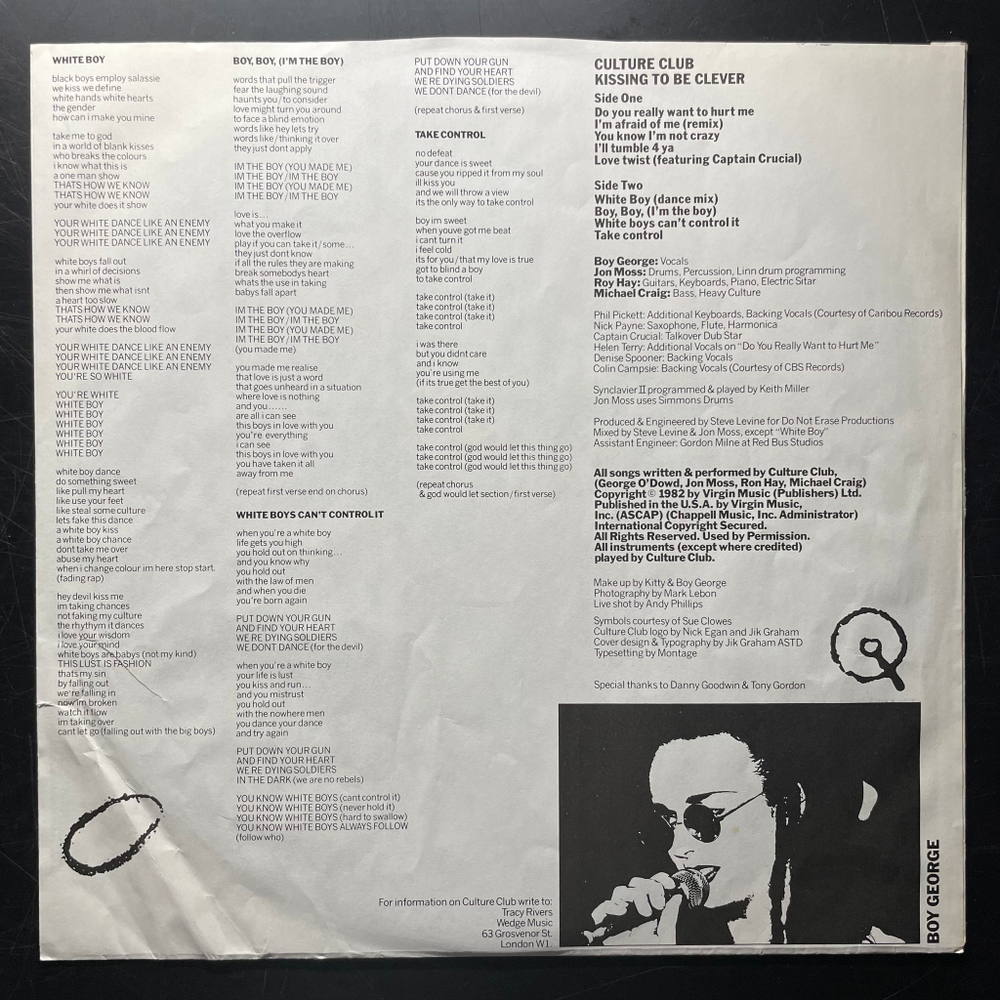 WHITE BOY
black boys employ salassie
we kiss we define
white hands white hearts
the gender
how can i make you mine
take me to god
in a world of blank kisses
who breaks the colours
i know what this is
a one man show
THATS HOW WE KNOW
THATS HOW WE KNOW
your white does it show
YOUR WHITE DANCE LIKE AN ENEMY
YOUR WHITE DANCE LIKE AN ENEMY
YOUR WHITE DANCE LIKE AN ENEMY
white boys fall out
in a whirl of decisions
show me what is
then show me what isnt
a heart too slow
THATS HOW WE KNOW
THATS HOW WE KNOW
your white does the blood flow
YOUR WHITE DANCE LIKE AN ENEMY
YOUR WHITE DANCE LIKE AN ENEMY
YOUR WHITE DANCE LIKE AN ENEMY
YOU'RE SO WHITE
YOU'RE WHITE
WHITE BOY
WHITE BOY
WHITE BOY
WHITE BOY
WHITE BOY
WHITE BOY
white boy dance
do something sweet
like pull my heart
like use your feet
like steal some culture
lets fake this dance
a white boy kiss
a white boy chance
dont take me over
abuse my heart
when i change colour im here stop start.
(fading rap)
hey devil kiss me
im taking chances
not faking my culture
the rhythym it dances
i love your wisdom
i love your mind
white boys are babys (not my kind)
THIS LUST IS FASHION
thats my sin
by falling out
we're falling in
now im broken
watch it flow
im taking over
cant let go (falling out with the big boys)
BOY, BOY, (I'M THE BOY)
words that pull the trigger
fear the laughing sound
haunts you / to consider
love might turn you around
to face a blind emotion
words like hey lets try
words like / thinking it over
they just dont apply
IM THE BOY (YOU MADE ME)
IM THE BOY / IM THE BOY
IM THE BOY (YOU MADE ME)
IM THE BOY / IM THE BOY
love is...
what you make it
love the overflow
play if you can take it / some...
they just dont know
if all the rules they are making
break somebodys heart
whats the use in taking
babys fall apart
IM THE BOY (YOU MADE ME)
IM THE BOY / IM THE BOY
IM THE BOY (YOU MADE ME)
IM THE BOY / IM THE BOY
(you made me)
you made me realise
that love is just a word
that goes unheard in a situation
where love is nothing
and you......
are all i can see
this boys in love with you
you're everything
i can see
this boys in love with you
you have taken it all
away from me
(repeat first verse end on chorus)
WHITE BOYS CAN'T CONTROL IT
when you're a white boy
life gets you high
you hold out on thinking...
and you know why
you hold out
with the law of men
and when you die
you're born again
PUT DOWN YOUR GUN
AND FIND YOUR HEART
WE RE DYING SOLDIERS
WE DONT DANCE (for the devil)
when you're a white boy
your life is lust
you kiss and run...
and you mistrust
you hold out
with the nowhere men
you dance your dance
and try again
PUT DOWN YOUR GUN
AND FIND YOUR HEART
WE RE DYING SOLDIERS
IN THE DARK (we are no rebels)
YOU KNOW WHITE BOYS (cant control it)
YOU KNOW WHITE BOYS (never hold it)
YOU KNOW WHITE BOYS (hard to swallow)
YOU KNOW WHITE BOYS ALWAYS FOLLOW
(follow who)
PUT DOWN YOUR GUN
AND FIND YOUR HEART
WE RE DYING SOLDIERS
WE DONT DANCE (for the devil)
(repeat chorus & first verse)
TAKE CONTROL
no defeat
your dance is sweet
cause you ripped it from my soul
ill kiss you
and we will throw a view
its the only way to take control
boy im sweet
when youve got me beat
i cant turn it
i feel cold
its for you / that my love is true
got to blind a boy
to take control
take control (take it)
take control (take it)
take control (take it)
take control
i was there
but you didnt care
and i know
you're using me
(if its true get the best of you)
take control (take it)
take control (take it)
take control (take it)
take control
take control (god would let this thing go)
take control (god would let this thing go)
take control (god would let this thing go)
(repeat chorus
& god would let section / first verse)
CULTURE CLUB
KISSING TO BE CLEVER
Side One
Do you really want to hurt me
I'm afraid of me (remix)
You know I'm not crazy
I'll tumble 4 ya
Love twist (featuring Captain Crucial)
Side Two
White Boy (dance mix)
Boy, Boy, (I'm the boy)
White boys can't control it
Take control
Boy George: Vocals
Jon Moss: Drums, Percussion, Linn drum programming
Roy Hay: Guitars, Keyboards, Piano, Electric Sitar
Michael Craig: Bass, Heavy Culture
Phil Pickett: Additional Keyboards, Backing Vocals (Courtesy of Caribou Records)
Nick Payne: Saxophone, Flute, Harmonica
Captain Crucial: Talkover Dub Star
Helen Terry: Additional Vocals on "Do You Really Want to Hurt Me"
Denise Spooner: Backing Vocals
Colin Campsie: Backing Vocals (Courtesy of CBS Records)
Synclavier II programmed & played by Keith Miller
Jon Moss uses Simmons Drums
Produced & Engineered by Steve Levine for Do Not Erase Productions
Mixed by Steve Levine & Jon Moss, except "White Boy"
Assistant Engineer: Gordon Milne at Red Bus Studios
All songs written & performed by Culture Club,
(George O'Dowd, Jon Moss, Ron Hay, Michael Craig)
Copyright © 1982 by Virgin Music (Publishers) Ltd.
Published in the U.S.A. by Virgin Music,
Inc. (ASCAP) (Chappell Music, Inc. Administrator)
International Copyright Secured.
All Rights Reserved. Used by Permission.
All instruments (except where credited)
played by Culture Club.
Make up by Kitty & Boy George
Photography by Mark Lebon
Live shot by Andy Phillips
Symbols courtesy of Sue Clowes
Culture Club logo by Nick Egan and Jik Graham
Cover design & Typography by Jik Graham ASTD
Typesetting by Montage
Special thanks to Danny Goodwin & Tony Gordon
BOY GEORGE
For information on Culture Club write to:
Tracy Rivers
Wedge Music
63 Grosvenor St.
London W1.